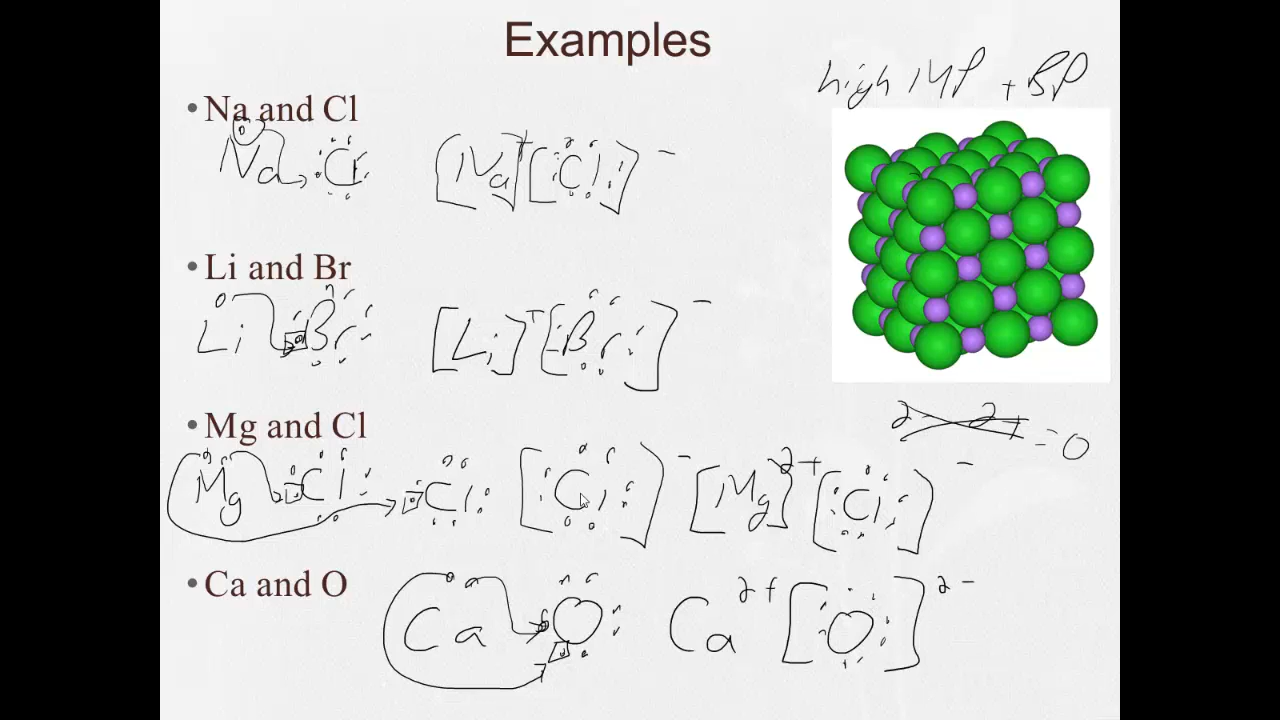 Examples
high MP + BP
• Na and Cl
Na Cl [Na]+ [Cl]-
• Li and Br
Li Br [Li]+ [Br]-
• Mg and Cl
2- 2+ = 0
Mg Cl Cl [Cl]- [Mg]2+ [Cl]-
• Ca and O
Ca O Ca2+ [O]2-